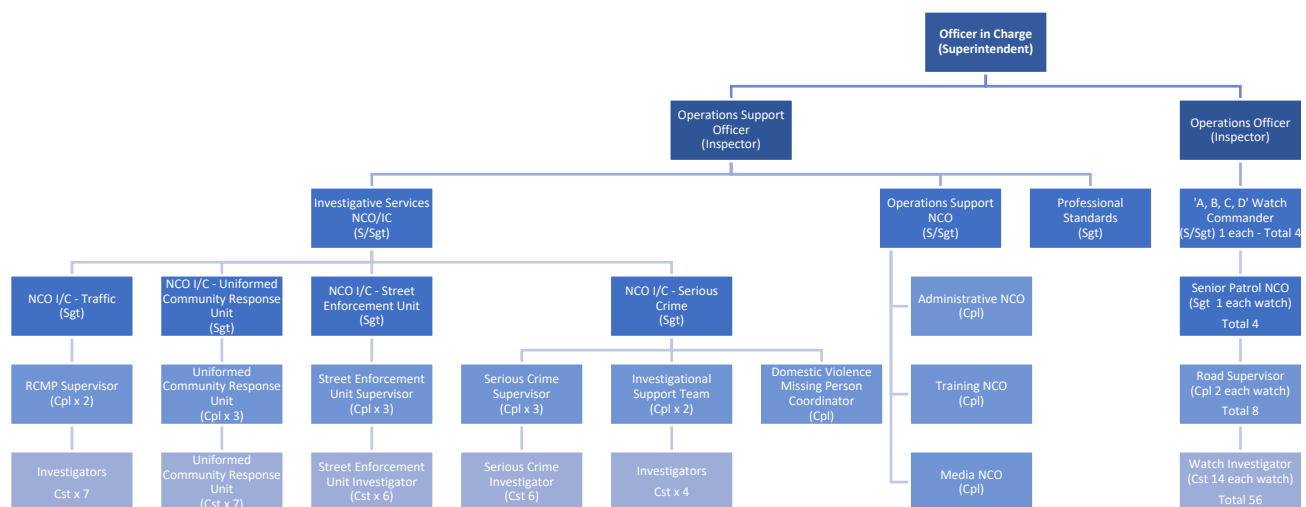 Officer in Charge
(Superintendent)
Operations Support
Officer
(Inspector)
Operations Officer
(Inspector)
Investigative Services
NCO/IC
(S/Sgt)
Operations Support
NCO
(S/Sgt)
Professional
Standards
(Sgt)
'A, B, C, D' Watch
Commander
(S/Sgt) 1 each - Total 4
NCO I/C - Traffic
(Sgt)
NCO I/C - Uniformed
Community Response
Unit
(Sgt)
NCO I/C - Street
Enforcement Unit
(Sgt)
NCO I/C - Serious
Crime
(Sgt)
Administrative NCO
(Cpl)
Senior Patrol NCO
(Sgt 1 each watch)
Total 4
RCMP Supervisor
(Cpl x 2)
Uniformed
Community Response
Unit
(Cpl x 3)
Street Enforcement
Unit Supervisor
(Cpl x 3)
Serious Crime
Supervisor
(Cpl x 3)
Investigational
Support Team
(Cpl x 2)
Domestic Violence
Missing Person
Coordinator
(Cpl)
Training NCO
(Cpl)
Road Supervisor
(Cpl 2 each watch)
Total 8
Investigators
Cst x 7
Uniformed
Community Response
Unit
(Cst x 7)
Street Enforcement
Unit Investigator
(Cst x 6)
Serious Crime
Investigator
(Cst 6)
Investigators
Cst x 4
Media NCO
(Cpl)
Watch Investigator
(Cst 14 each watch)
Total 56